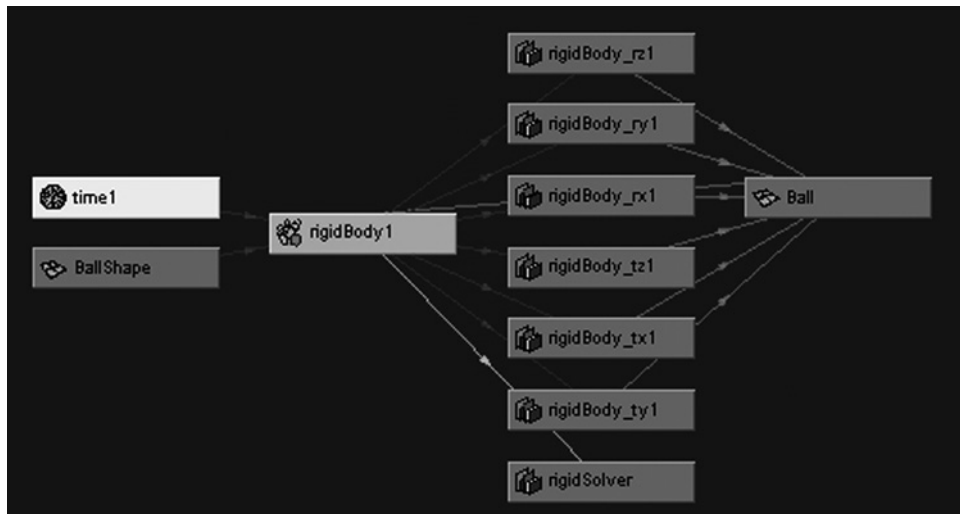 time1
BallShape
rigidBody1
rigidBody_rz1
rigidBody_ry1
rigidBody_rx1
rigidBody_tz1
rigidBody_tx1
rigidBody_ty1
rigidSolver
Ball